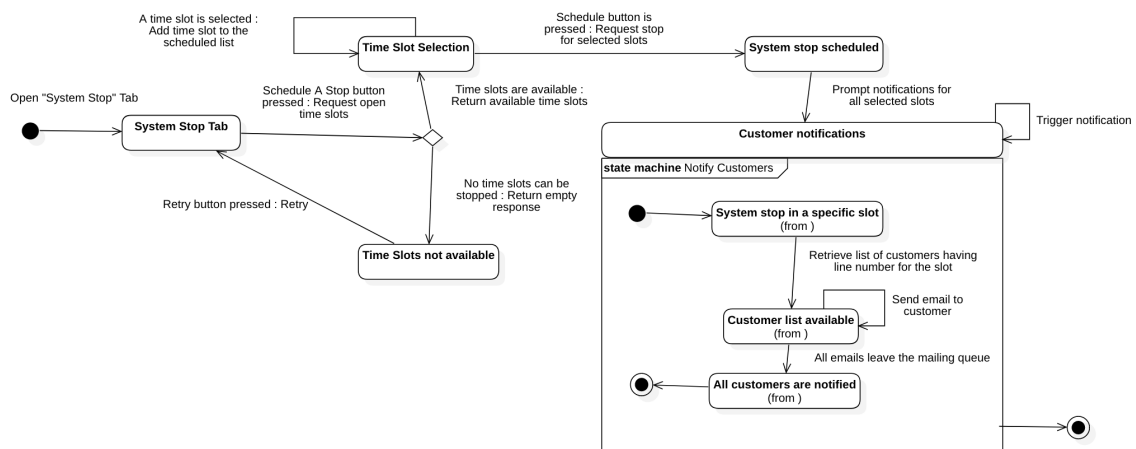 A time slot is selected :
Add time slot to the
scheduled list
Time Slot Selection
Schedule button is
pressed : Request stop
for selected slots
System stop scheduled
Open "System Stop" Tab
System Stop Tab
Schedule A Stop button
pressed : Request open
time slots
Time slots are available :
Return available time slots
Prompt notifications for
all selected slots
Customer notifications
Trigger notification
No time slots can be
stopped : Return empty
response
Retry button pressed : Retry
Time Slots not available
state machine Notify Customers
System stop in a specific slot
(from )
Retrieve list of customers having
line number for the slot
Customer list available
(from )
Send email to
customer
All emails leave the mailing queue
All customers are notified
(from )